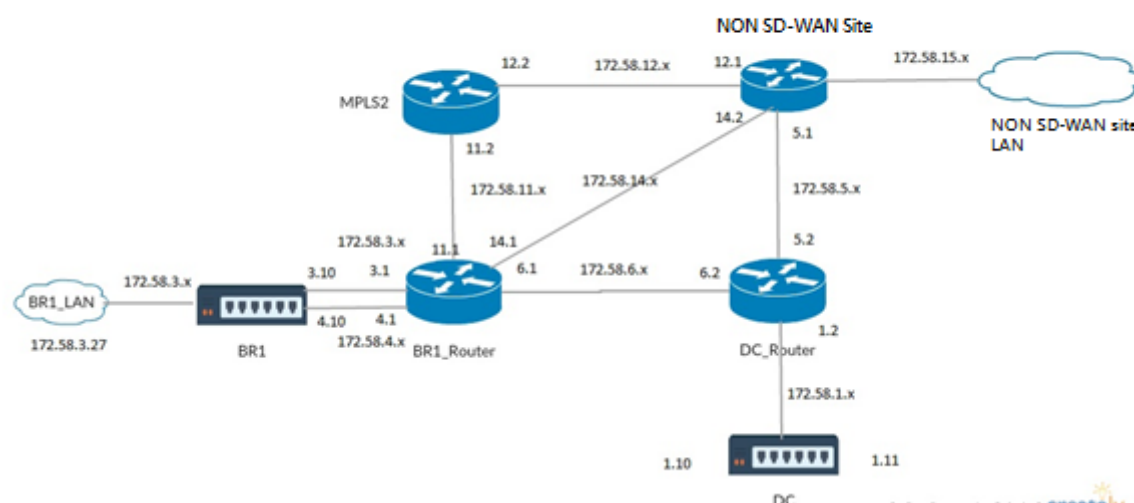 NON SD-WAN Site
12.2
172.58.12.x
12.1
172.58.15.x
MPLS2
14.2
5.1
NON SD-WAN site
LAN
11.2
172.58.11.x
172.58.14.x
172.58.5.x
172.58.3.x
11.1
14.1
5.2
172.58.3.x
3.10
3.1
6.1
172.58.6.x
6.2
BR1_LAN
4.10
4.1
1.2
172.58.3.27
BR1
172.58.4.x
BR1_Router
DC_Router
172.58.1.x
1.10
1.11
DC